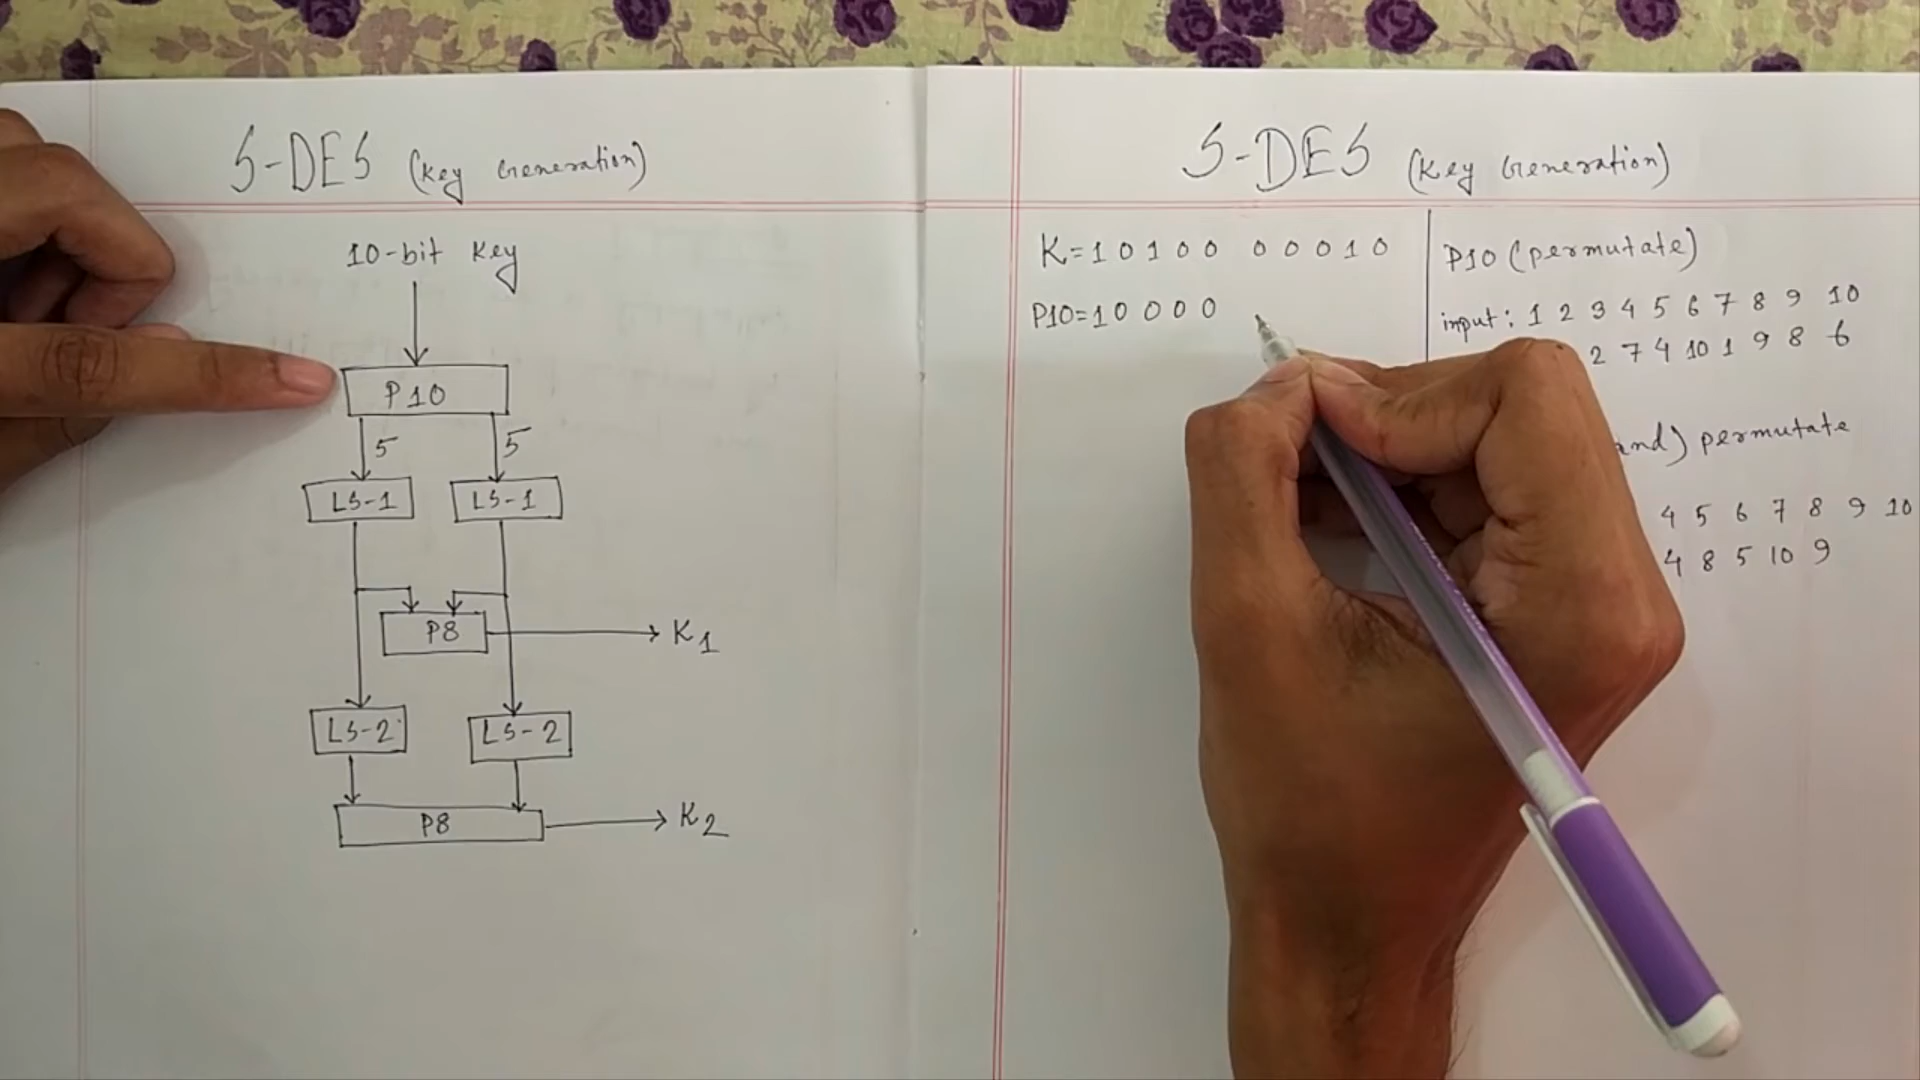 S-DES (Key Generation)
10-bit Key
P10
5 5
LS-1 LS-1
P8 K1
LS-2 LS-2
P8 K2
S-DES (Key Generation)
K=10100 00010
P10=10000
P10 (permutate)
input: 1 2 3 4 5 6 7 8 9 10
2 7 4 10 1 9 8 6
and) permutate
4 5 6 7 8 9 10
4 8 5 10 9